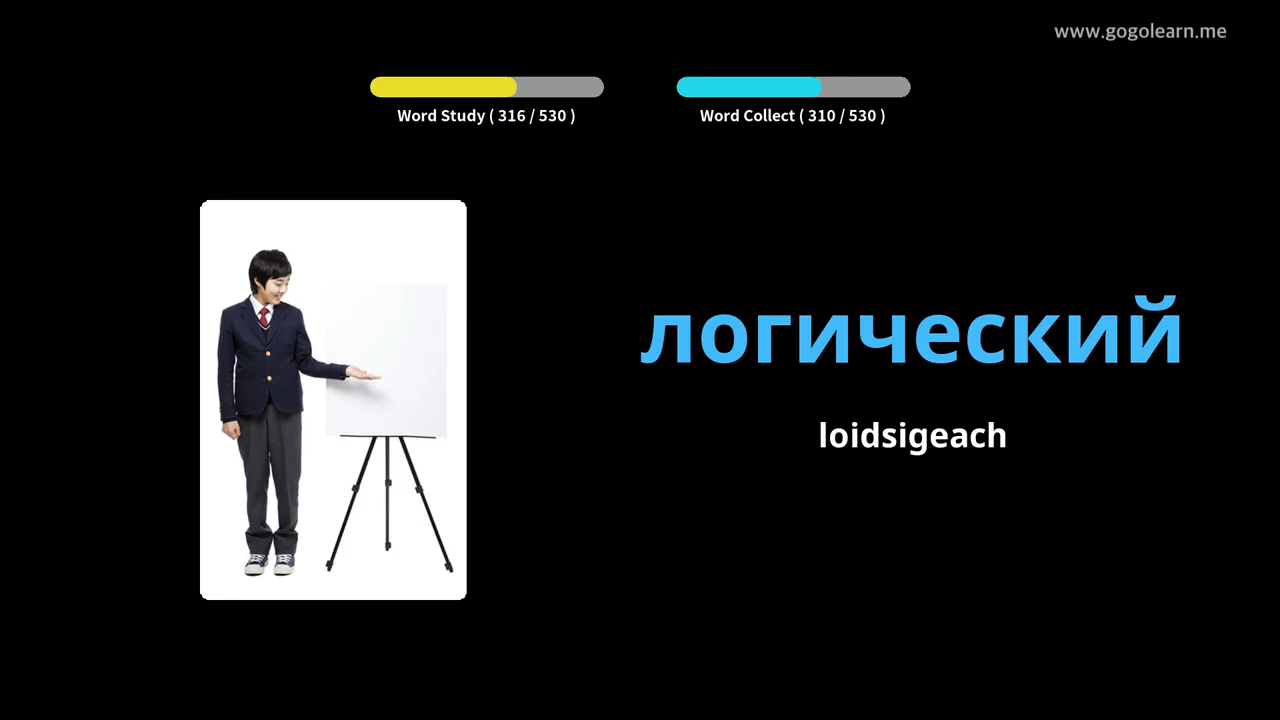 www.gogolearn.me
Word Study ( 316 / 530 )
Word Collect ( 310 / 530 )
логический
loidsigeach